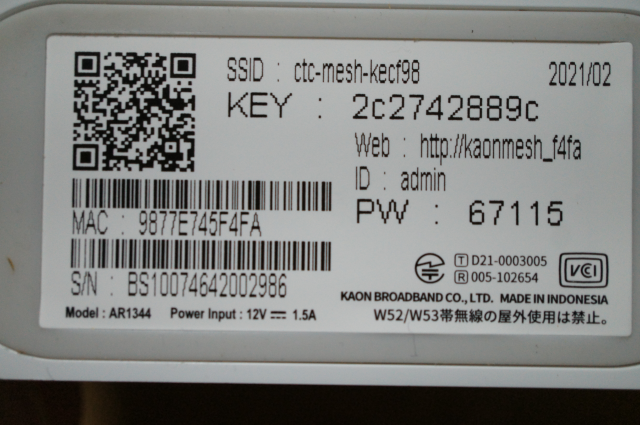 SSID : ctc-mesh-kecf98 2021/02
KEY : 2c2742889c
Web : http://kaonmesh_f4fa
ID : admin
MAC : 9877E745F4FA
PW : 67115
T D21-0003005
R 005-102654
VCCI
S/N : BS10074642002986
KAON BROADBAND CO., LTD. MADE IN INDONESIA
Model : AR1344 Power Input : 12V ⎓ 1.5A
W52/W53帯無線の屋外使用は禁止。